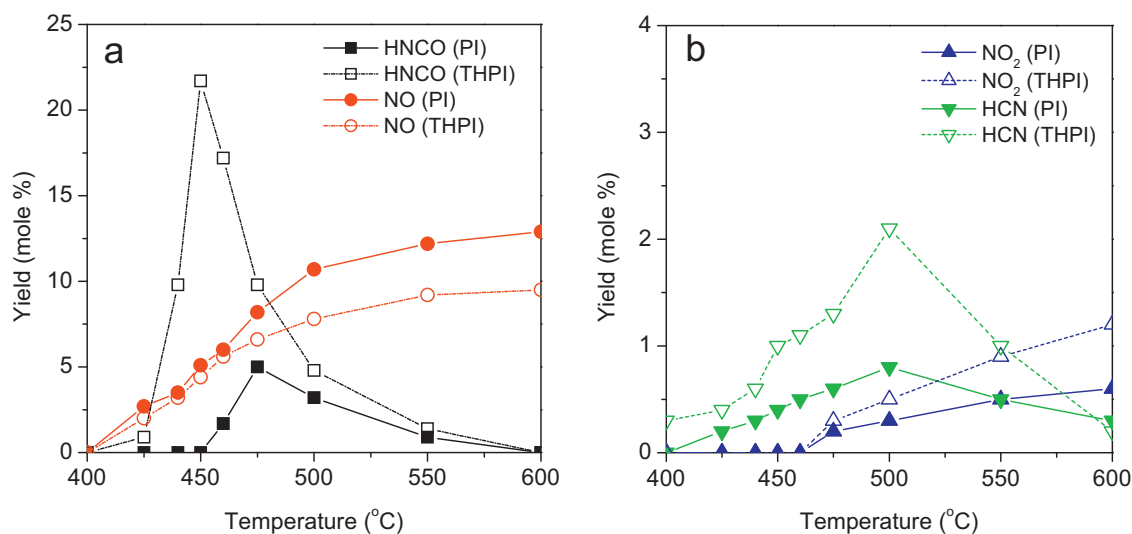 a
HNCO (PI)
HNCO (THPI)
NO (PI)
NO (THPI)
Yield (mole %)
25
20
15
10
5
0
400 450 500 550 600
Temperature (°C)
b
NO₂ (PI)
NO₂ (THPI)
HCN (PI)
HCN (THPI)
Yield (mole %)
4
3
2
1
0
400 450 500 550 600
Temperature (°C)